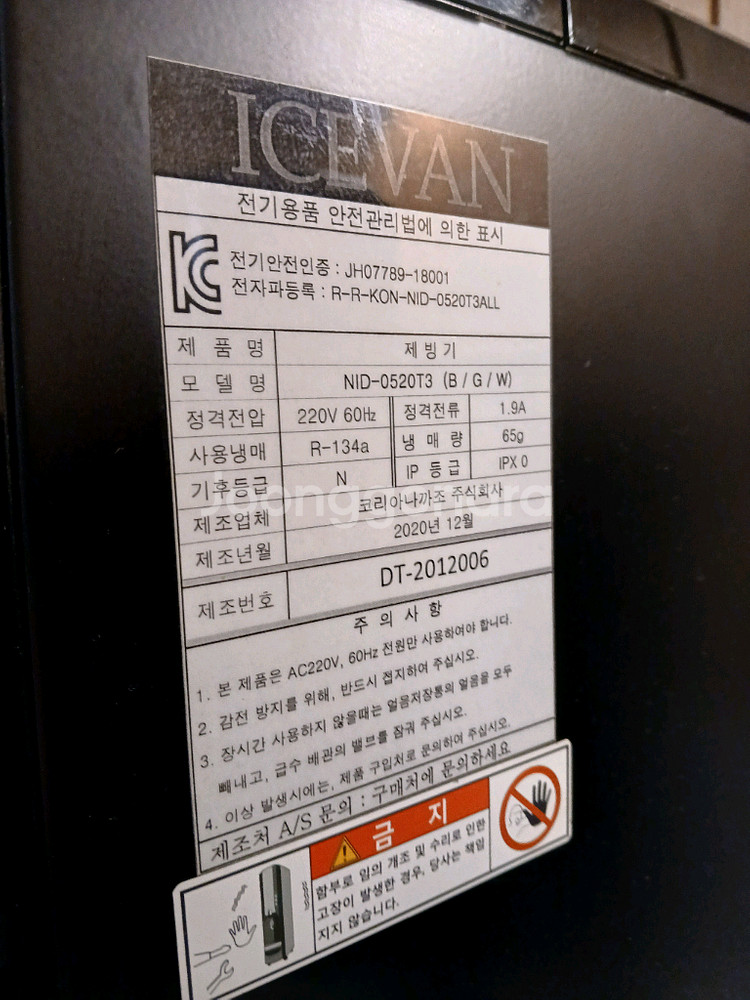 ICEVAN
전기용품 안전관리법에 의한 표시
전기안전인증 : JH07789-18001
전자파등록 : R-R-KON-NID-0520T3ALL
제 품 명 제빙기
모 델 명 NID-0520T3 (B / G / W)
정격전압 220V 60Hz 정격전류 1.9A
사용냉매 R-134a 냉 매 량 65g
기후등급 N IP 등 급 IPX 0
제조업체 코리아나까조 주식회사
제조년월 2020년 12월
제조번호 DT-2012006
주 의 사 항
1. 본 제품은 AC220V, 60Hz 전원만 사용하여야 합니다.
2. 감전 방지를 위해, 반드시 접지하여 주십시오.
3. 장시간 사용하지 않을때는 얼음저장통의 얼음을 모두
빼내고, 급수 배관의 밸브를 잠궈 주십시오.
4. 이상 발생시에는, 제품 구입처로 문의하여 주십시오.
제조처 A/S 문의 : 구매처에 문의하세요
금 지
함부로 임의 개조 및 수리로 인한
고장이 발생한 경우, 당사는 책임
지지 않습니다.
Joonggonara